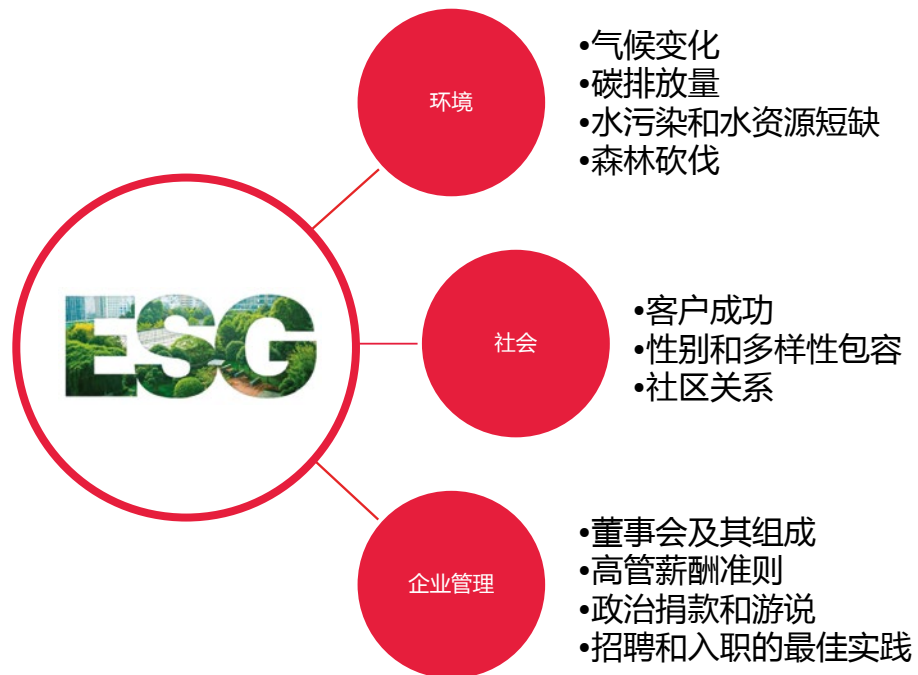 ESG
环境
•气候变化
•碳排放量
•水污染和水资源短缺
•森林砍伐
社会
•客户成功
•性别和多样性包容
•社区关系
企业管理
•董事会及其组成
•高管薪酬准则
•政治捐款和游说
•招聘和入职的最佳实践